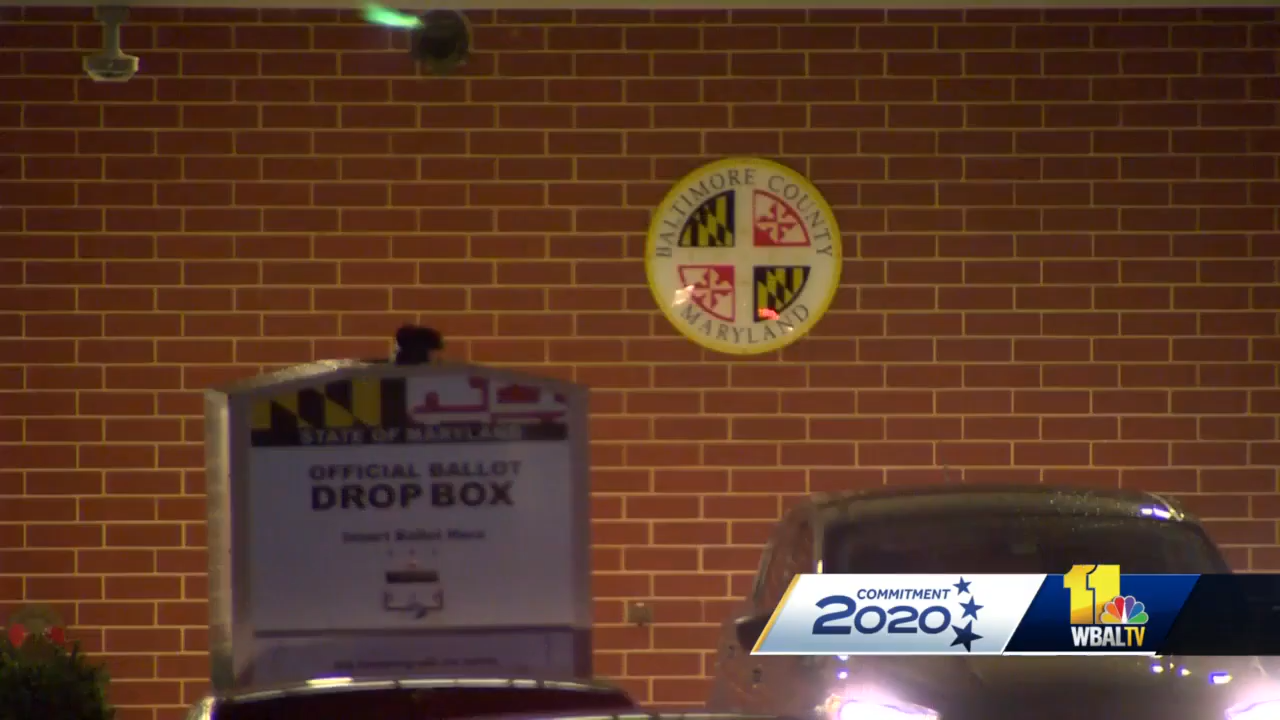 BALTIMORE COUNTY
MARYLAND
STATE OF MARYLAND
OFFICIAL BALLOT
DROP BOX
Insert Ballot Here
COMMITMENT
2020
11
WBALTV